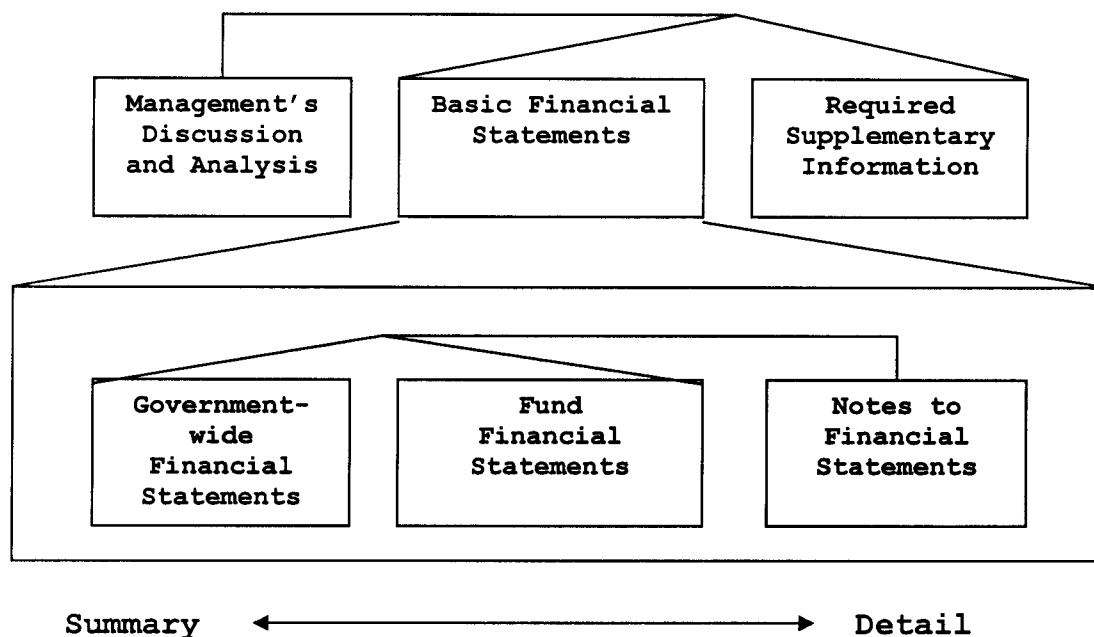 Management's
Discussion
and Analysis
Basic Financial
Statements
Required
Supplementary
Information
Government-
wide
Financial
Statements
Fund
Financial
Statements
Notes to
Financial
Statements
Summary
Detail